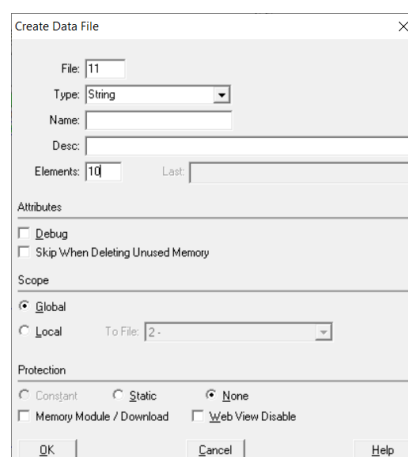 Create Data File
File: 11
Type: String
Name:
Desc:
Elements: 10 Last:
Attributes
Debug
Skip When Deleting Unused Memory
Scope
Global
Local To File: 2 -
Protection
Constant Static None
Memory Module / Download Web View Disable
OK Cancel Help